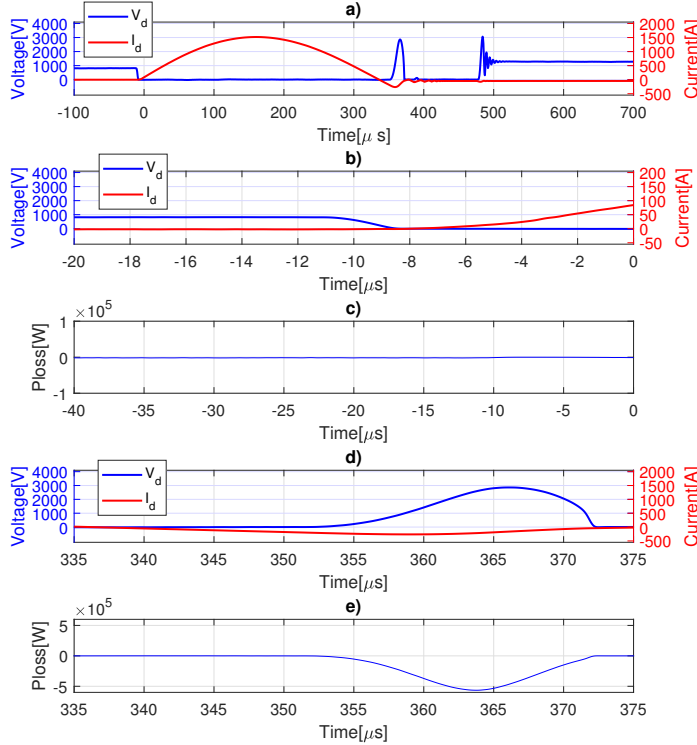 a)
V_d
I_d
Voltage[V]
4000
3000
2000
1000
0
2000
1500
1000
500
0
-500
Current[A]
-100 0 100 200 300 400 500 600 700
Time[μ s]
b)
V_d
I_d
Voltage[V]
4000
2000
0
200
150
100
50
0
-50
Current[A]
-20 -18 -16 -14 -12 -10 -8 -6 -4 -2 0
Time[μs]
c)
×10^5
Ploss[W]
1
0
-1
-40 -35 -30 -25 -20 -15 -10 -5 0
Time[μs]
d)
V_d
I_d
Voltage[V]
4000
3000
2000
1000
0
2000
1500
1000
500
0
-500
Current[A]
335 340 345 350 355 360 365 370 375
Time[μs]
e)
×10^5
Ploss[W]
5
0
-5
335 340 345 350 355 360 365 370 375
Time[μs]